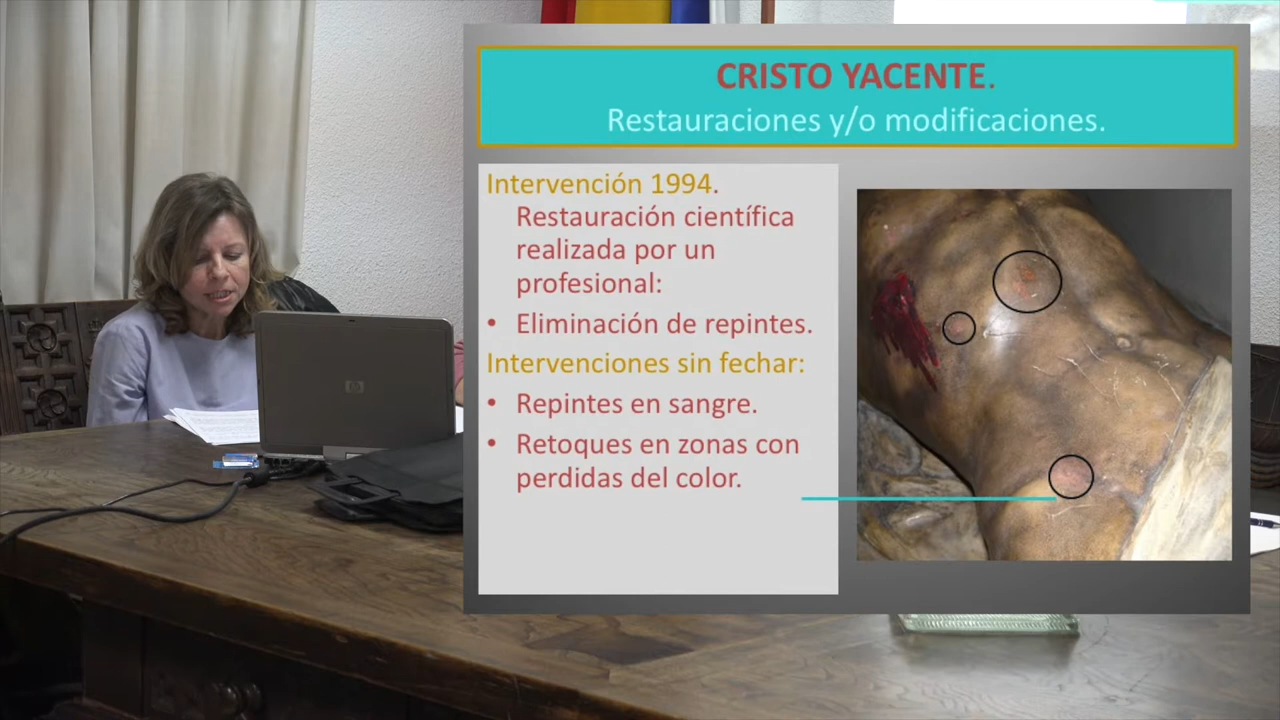 CRISTO YACENTE.
Restauraciones y/o modificaciones.
Intervención 1994.
Restauración científica
realizada por un
profesional:
• Eliminación de repintes.
Intervenciones sin fechar:
• Repintes en sangre.
• Retoques en zonas con
perdidas del color.
hp